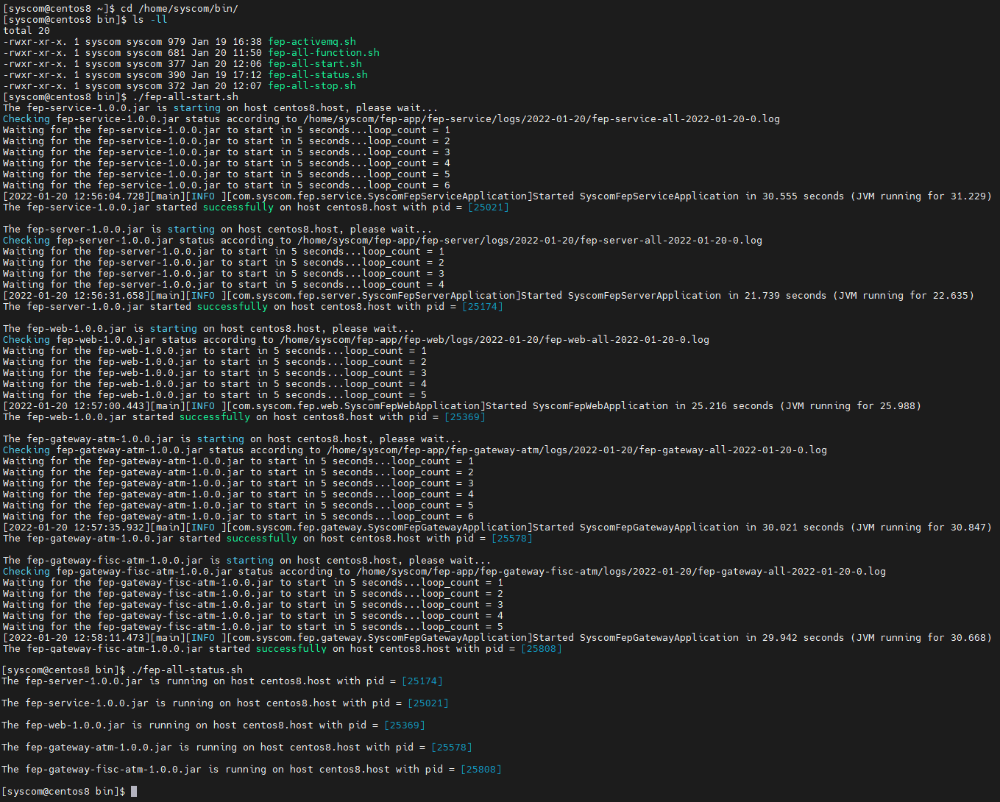 [syscom@centos8 ~]$ cd /home/syscom/bin/
[syscom@centos8 bin]$ ls -ll
total 20
-rwxr-xr-x. 1 syscom syscom 979 Jan 19 16:38 fep-activemq.sh
-rwxr-xr-x. 1 syscom syscom 681 Jan 20 11:50 fep-all-function.sh
-rwxr-xr-x. 1 syscom syscom 377 Jan 20 12:06 fep-all-start.sh
-rwxr-xr-x. 1 syscom syscom 390 Jan 19 17:12 fep-all-status.sh
-rwxr-xr-x. 1 syscom syscom 372 Jan 20 12:07 fep-all-stop.sh
[syscom@centos8 bin]$ ./fep-all-start.sh
The fep-service-1.0.0.jar is starting on host centos8.host, please wait...
Checking fep-service-1.0.0.jar status according to /home/syscom/fep-app/fep-service/logs/2022-01-20/fep-service-all-2022-01-20-0.log
Waiting for the fep-service-1.0.0.jar to start in 5 seconds...loop_count = 1
Waiting for the fep-service-1.0.0.jar to start in 5 seconds...loop_count = 2
Waiting for the fep-service-1.0.0.jar to start in 5 seconds...loop_count = 3
Waiting for the fep-service-1.0.0.jar to start in 5 seconds...loop_count = 4
Waiting for the fep-service-1.0.0.jar to start in 5 seconds...loop_count = 5
Waiting for the fep-service-1.0.0.jar to start in 5 seconds...loop_count = 6
[2022-01-20 12:56:04.728][main][INFO ][com.syscom.fep.service.SyscomFepServiceApplication]Started SyscomFepServiceApplication in 30.555 seconds (JVM running for 31.229)
The fep-service-1.0.0.jar started successfully on host centos8.host with pid = [25021]
The fep-server-1.0.0.jar is starting on host centos8.host, please wait...
Checking fep-server-1.0.0.jar status according to /home/syscom/fep-app/fep-server/logs/2022-01-20/fep-server-all-2022-01-20-0.log
Waiting for the fep-server-1.0.0.jar to start in 5 seconds...loop_count = 1
Waiting for the fep-server-1.0.0.jar to start in 5 seconds...loop_count = 2
Waiting for the fep-server-1.0.0.jar to start in 5 seconds...loop_count = 3
Waiting for the fep-server-1.0.0.jar to start in 5 seconds...loop_count = 4
[2022-01-20 12:56:31.658][main][INFO ][com.syscom.fep.server.SyscomFepServerApplication]Started SyscomFepServerApplication in 21.739 seconds (JVM running for 22.635)
The fep-server-1.0.0.jar started successfully on host centos8.host with pid = [25174]
The fep-web-1.0.0.jar is starting on host centos8.host, please wait...
Checking fep-web-1.0.0.jar status according to /home/syscom/fep-app/fep-web/logs/2022-01-20/fep-web-all-2022-01-20-0.log
Waiting for the fep-web-1.0.0.jar to start in 5 seconds...loop_count = 1
Waiting for the fep-web-1.0.0.jar to start in 5 seconds...loop_count = 2
Waiting for the fep-web-1.0.0.jar to start in 5 seconds...loop_count = 3
Waiting for the fep-web-1.0.0.jar to start in 5 seconds...loop_count = 4
Waiting for the fep-web-1.0.0.jar to start in 5 seconds...loop_count = 5
[2022-01-20 12:57:00.443][main][INFO ][com.syscom.fep.web.SyscomFepWebApplication]Started SyscomFepWebApplication in 25.216 seconds (JVM running for 25.988)
The fep-web-1.0.0.jar started successfully on host centos8.host with pid = [25369]
The fep-gateway-atm-1.0.0.jar is starting on host centos8.host, please wait...
Checking fep-gateway-atm-1.0.0.jar status according to /home/syscom/fep-app/fep-gateway-atm/logs/2022-01-20/fep-gateway-all-2022-01-20-0.log
Waiting for the fep-gateway-atm-1.0.0.jar to start in 5 seconds...loop_count = 1
Waiting for the fep-gateway-atm-1.0.0.jar to start in 5 seconds...loop_count = 2
Waiting for the fep-gateway-atm-1.0.0.jar to start in 5 seconds...loop_count = 3
Waiting for the fep-gateway-atm-1.0.0.jar to start in 5 seconds...loop_count = 4
Waiting for the fep-gateway-atm-1.0.0.jar to start in 5 seconds...loop_count = 5
Waiting for the fep-gateway-atm-1.0.0.jar to start in 5 seconds...loop_count = 6
[2022-01-20 12:57:35.932][main][INFO ][com.syscom.fep.gateway.SyscomFepGatewayApplication]Started SyscomFepGatewayApplication in 30.021 seconds (JVM running for 30.847)
The fep-gateway-atm-1.0.0.jar started successfully on host centos8.host with pid = [25578]
The fep-gateway-fisc-atm-1.0.0.jar is starting on host centos8.host, please wait...
Checking fep-gateway-fisc-atm-1.0.0.jar status according to /home/syscom/fep-app/fep-gateway-fisc-atm/logs/2022-01-20/fep-gateway-all-2022-01-20-0.log
Waiting for the fep-gateway-fisc-atm-1.0.0.jar to start in 5 seconds...loop_count = 1
Waiting for the fep-gateway-fisc-atm-1.0.0.jar to start in 5 seconds...loop_count = 2
Waiting for the fep-gateway-fisc-atm-1.0.0.jar to start in 5 seconds...loop_count = 3
Waiting for the fep-gateway-fisc-atm-1.0.0.jar to start in 5 seconds...loop_count = 4
Waiting for the fep-gateway-fisc-atm-1.0.0.jar to start in 5 seconds...loop_count = 5
[2022-01-20 12:58:11.473][main][INFO ][com.syscom.fep.gateway.SyscomFepGatewayApplication]Started SyscomFepGatewayApplication in 29.942 seconds (JVM running for 30.668)
The fep-gateway-fisc-atm-1.0.0.jar started successfully on host centos8.host with pid = [25808]
[syscom@centos8 bin]$ ./fep-all-status.sh
The fep-server-1.0.0.jar is running on host centos8.host with pid = [25174]
The fep-service-1.0.0.jar is running on host centos8.host with pid = [25021]
The fep-web-1.0.0.jar is running on host centos8.host with pid = [25369]
The fep-gateway-atm-1.0.0.jar is running on host centos8.host with pid = [25578]
The fep-gateway-fisc-atm-1.0.0.jar is running on host centos8.host with pid = [25808]
[syscom@centos8 bin]$